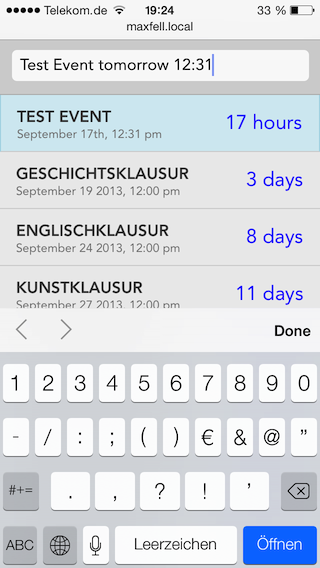 Telekom.de 19:24 33 %
maxfell.local
Test Event tomorrow 12:31
TEST EVENT
17 hours
September 17th, 12:31 pm
GESCHICHTSKLAUSUR
3 days
September 19 2013, 12:00 pm
ENGLISCHKLAUSUR
8 days
September 24 2013, 12:00 pm
KUNSTKLAUSUR
11 days
September 27 2013, 12:00 pm
Done
1 2 3 4 5 6 7 8 9 0
- / : ; ( ) € & @ "
#+= . , ? ! ’
ABC Leerzeichen Öffnen